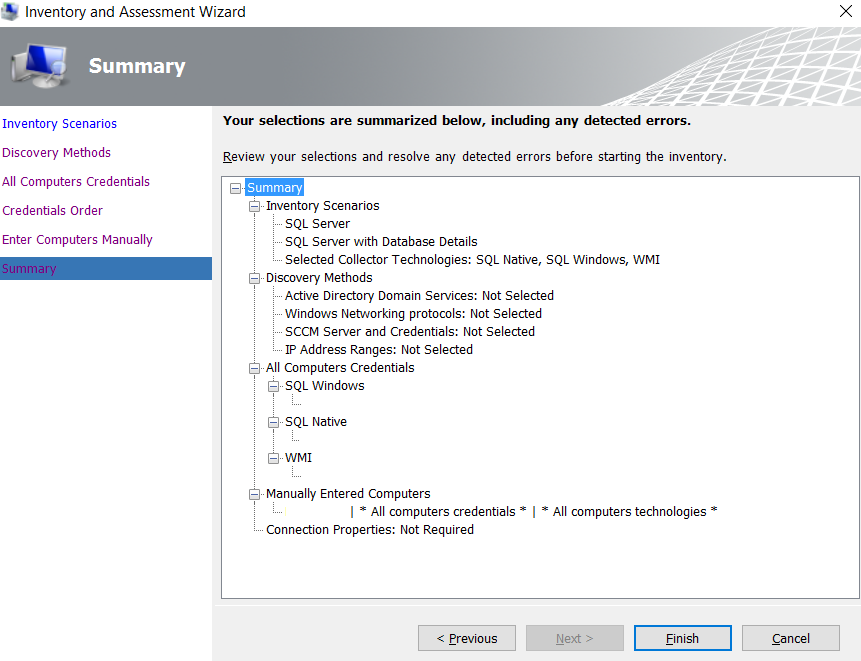 Inventory and Assessment Wizard
Summary
Inventory Scenarios
Discovery Methods
All Computers Credentials
Credentials Order
Enter Computers Manually
Summary
Your selections are summarized below, including any detected errors.
Review your selections and resolve any detected errors before starting the inventory.
Summary
Inventory Scenarios
SQL Server
SQL Server with Database Details
Selected Collector Technologies: SQL Native, SQL Windows, WMI
Discovery Methods
Active Directory Domain Services: Not Selected
Windows Networking protocols: Not Selected
SCCM Server and Credentials: Not Selected
IP Address Ranges: Not Selected
All Computers Credentials
SQL Windows
SQL Native
WMI
Manually Entered Computers
| * All computers credentials * | * All computers technologies *
Connection Properties: Not Required
< Previous
Next >
Finish
Cancel